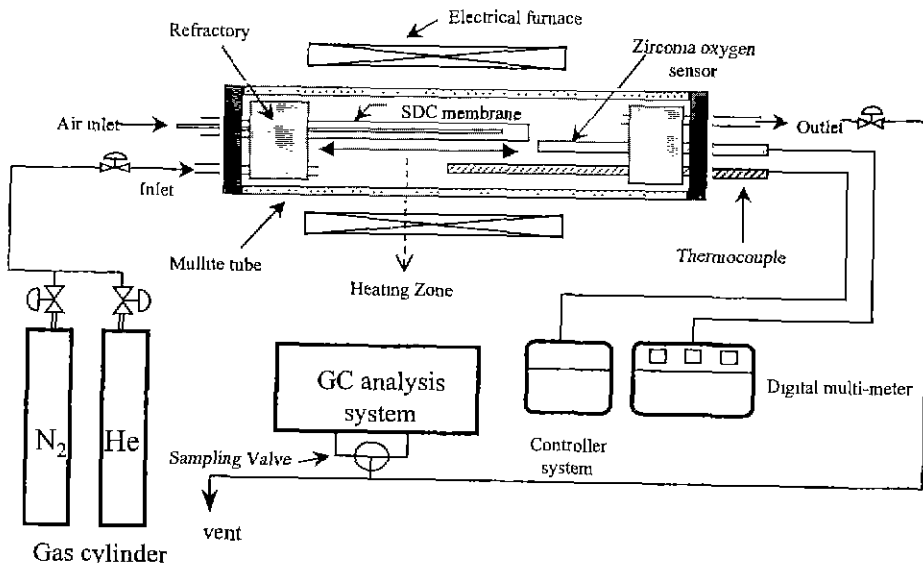 Electrical furnace
Refractory
Zirconia oxygen
sensor
SDC membrane
Air inlet
Outlet
Inlet
Mullite tube
Thermocouple
Heating Zone
GC analysis
system
Digital multi-meter
N2
He
Sampling Valve
Controller
system
vent
Gas cylinder